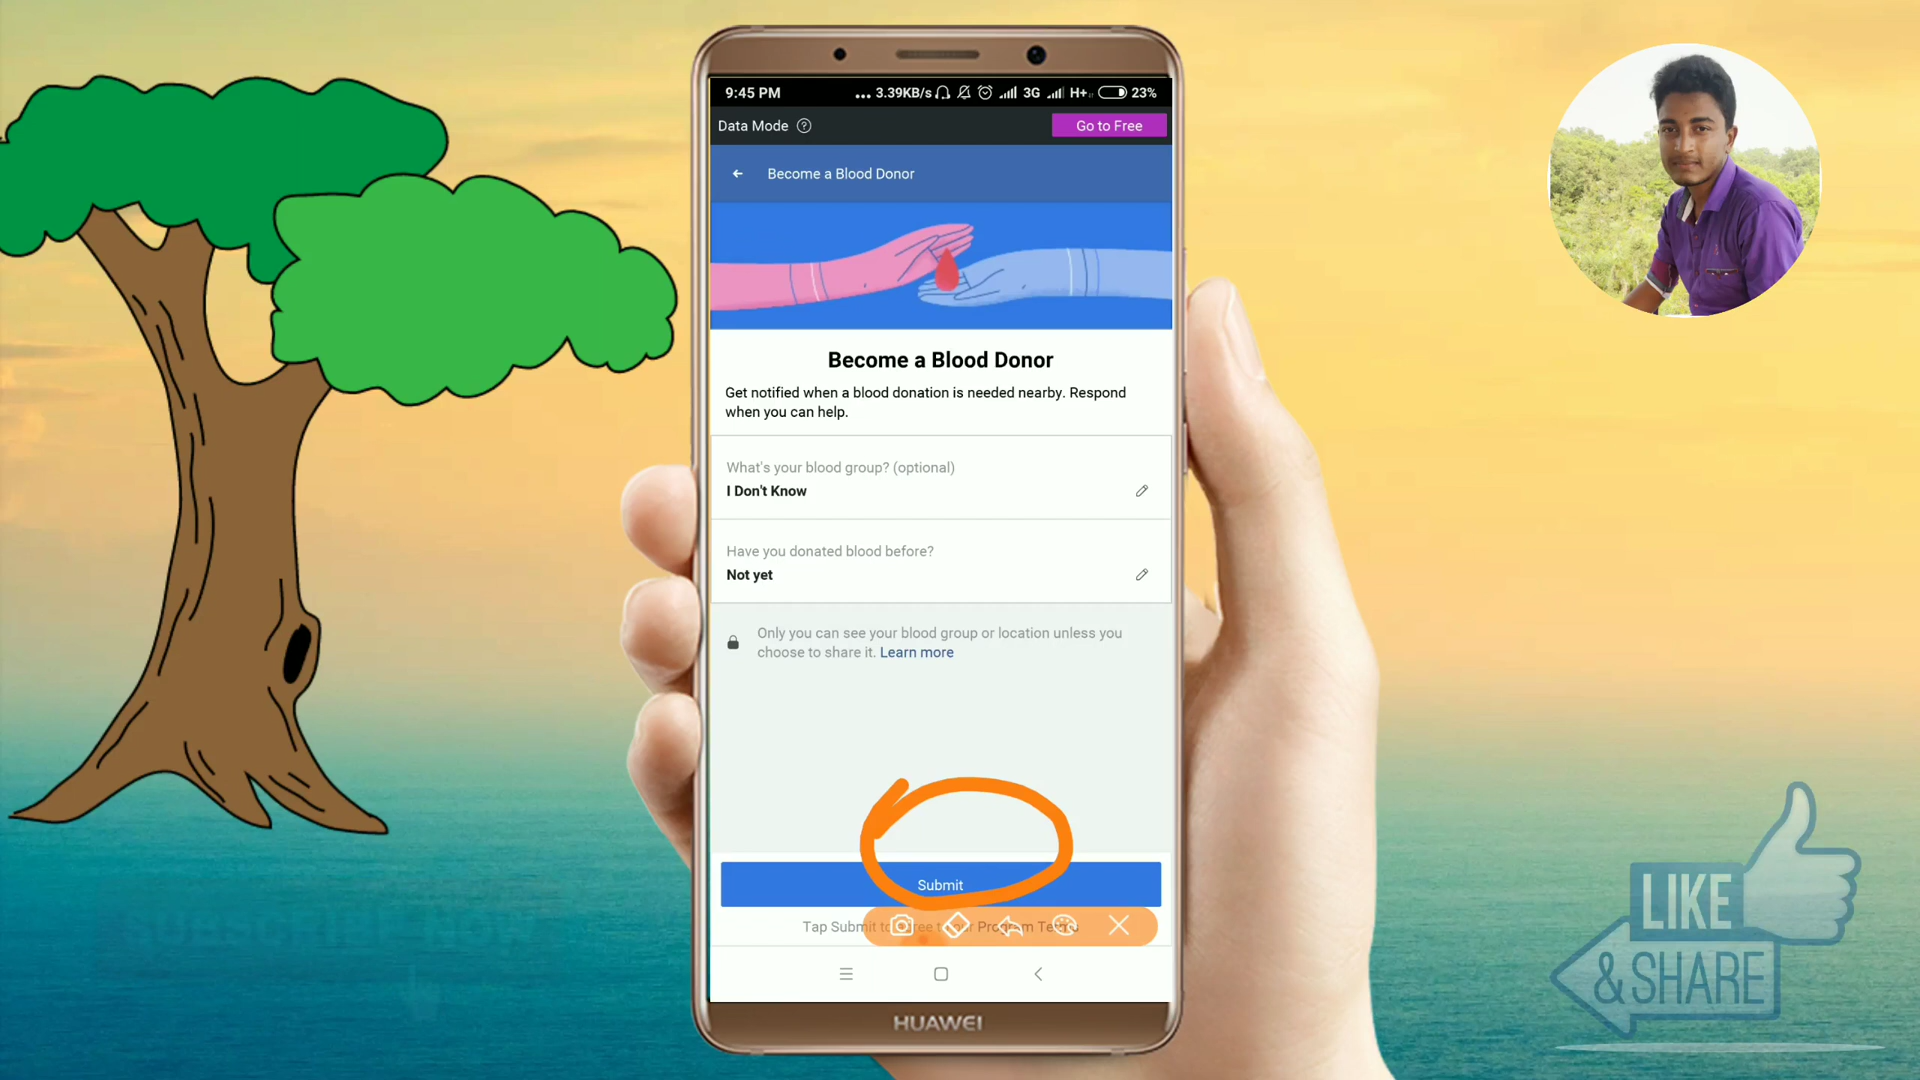 9:45 PM
... 3.39KB/s 3G H+ 23%
Data Mode
Go to Free
Become a Blood Donor
Become a Blood Donor
Get notified when a blood donation is needed nearby. Respond
when you can help.
What's your blood group? (optional)
I Don't Know
Have you donated blood before?
Not yet
Only you can see your blood group or location unless you
choose to share it. Learn more
Submit
Tap Submit to Program Terms
HUAWEI
LIKE
& SHARE